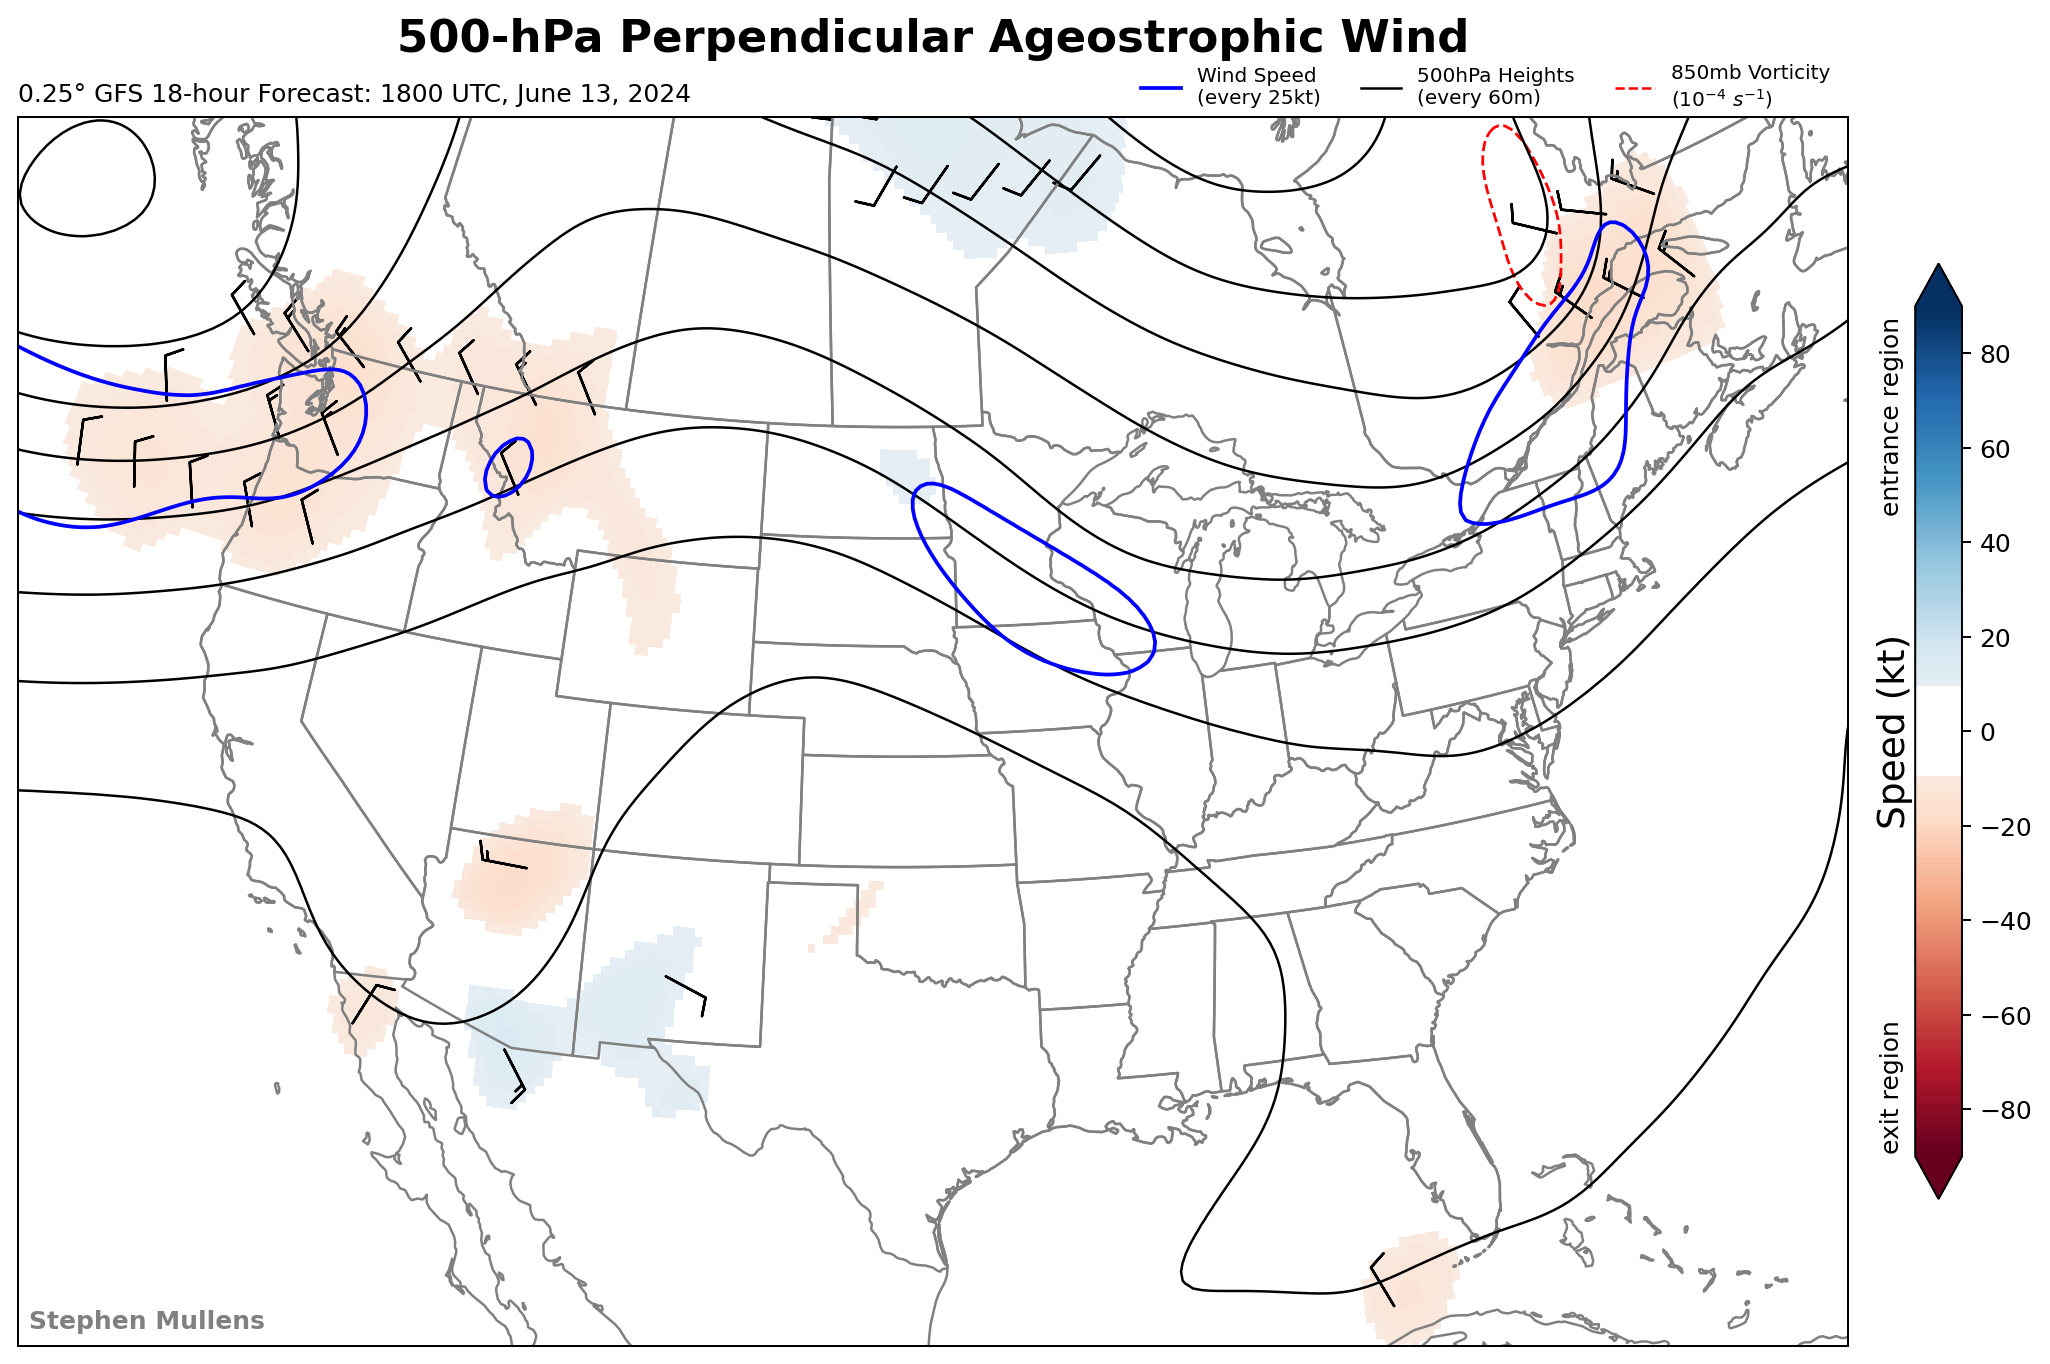 500-hPa Perpendicular Ageostrophic Wind
0.25° GFS 18-hour Forecast: 1800 UTC, June 13, 2024
Wind Speed
(every 25kt)
500hPa Heights
(every 60m)
850mb Vorticity
(10⁻⁴ s⁻¹)
entrance region
Speed (kt)
exit region
80
60
40
20
0
−20
−40
−60
−80
Stephen Mullens